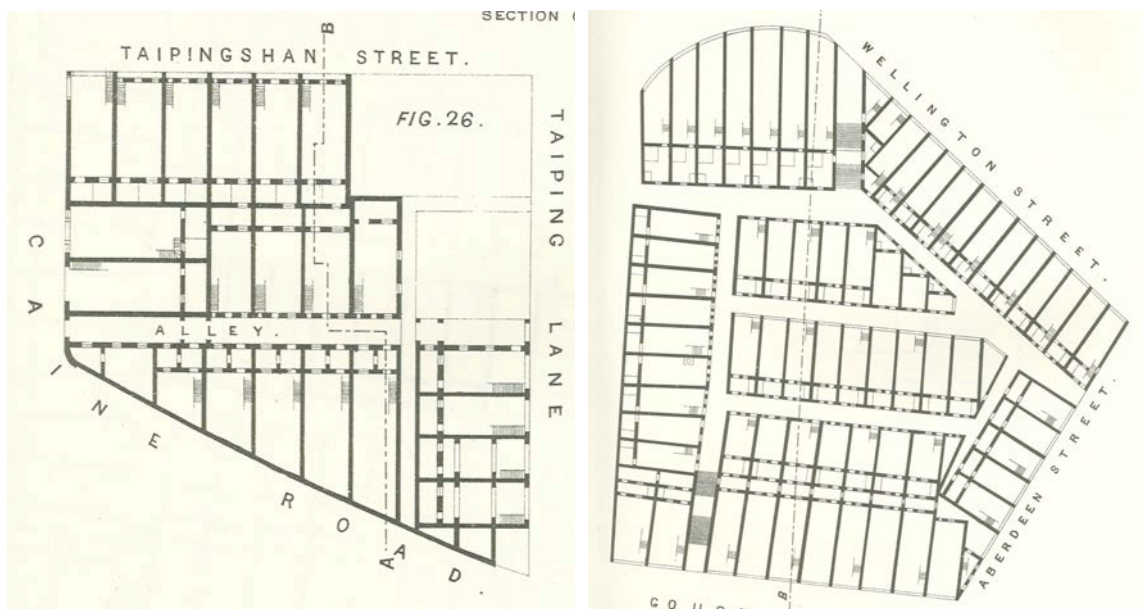 SECTION
B
TAIPINGSHAN STREET.
FIG. 26.
TAIPING LANE
CAINE ROAD
ALLEY.
A
WELLINGTON STREET.
ABERDEEN STREET.
B